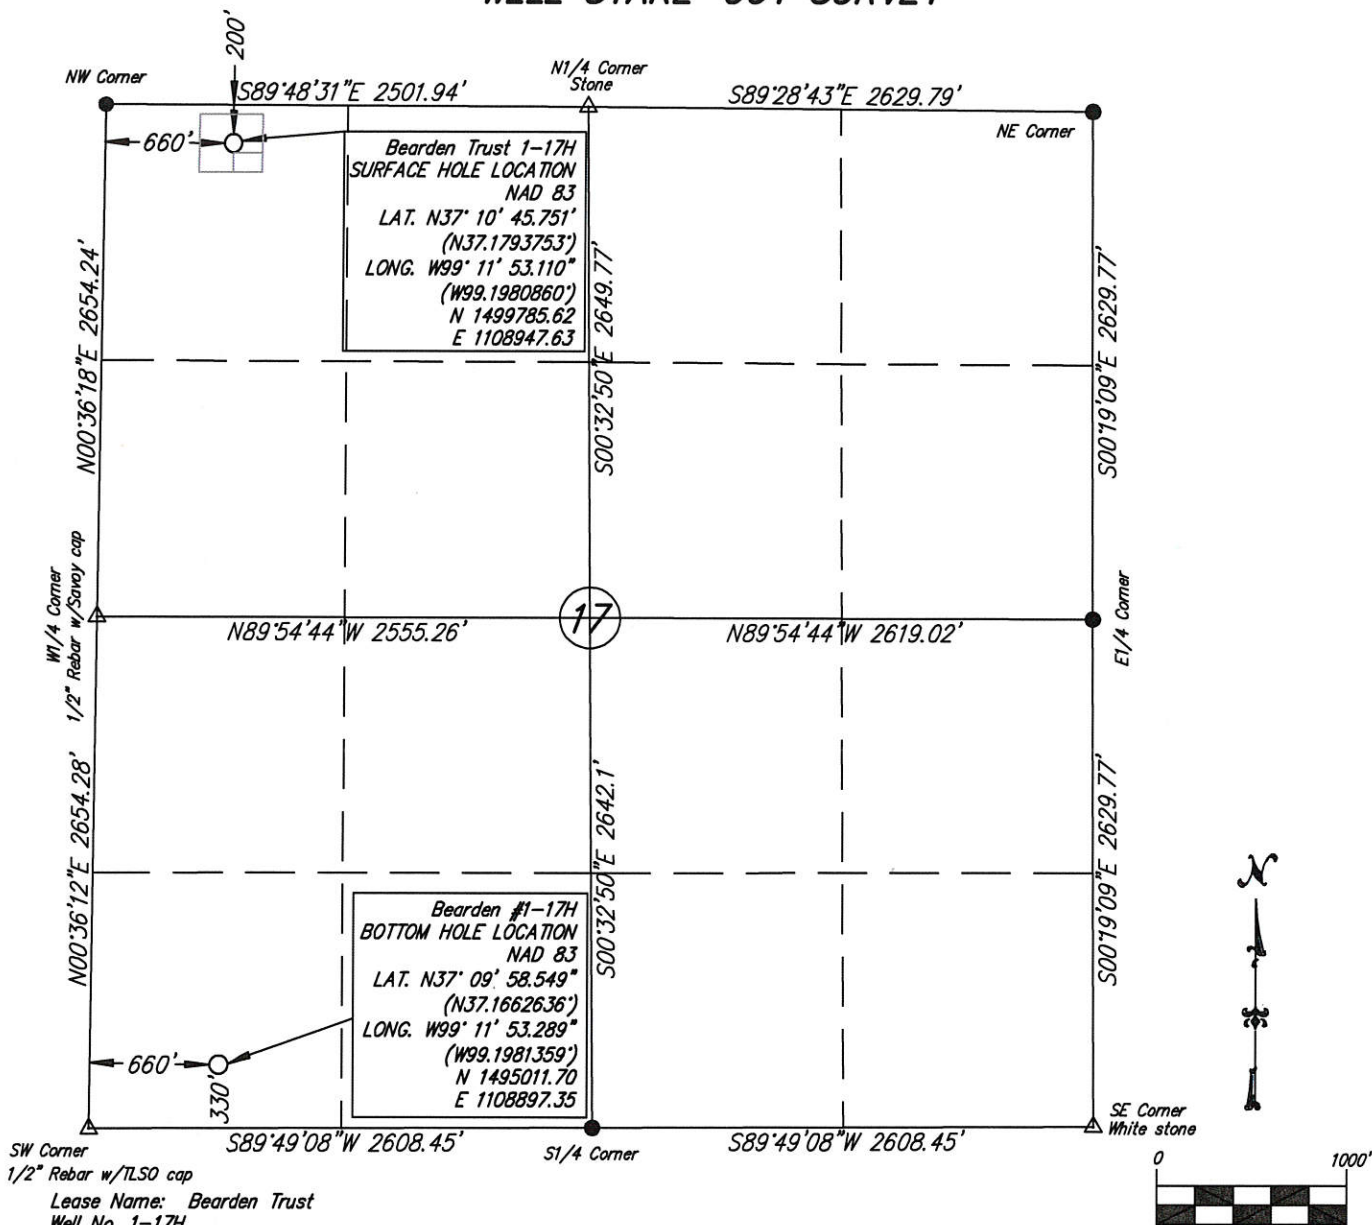 WELL STAKE-OUT SURVEY
200'
NW Corner
S89°48'31"E 2501.94'
N1/4 Corner
Stone
S89°28'43"E 2629.79'
NE Corner
660'
Bearden Trust 1-17H
SURFACE HOLE LOCATION
NAD 83
LAT. N37° 10' 45.751'
(N37.1793753°)
LONG. W99° 11' 53.110"
(W99.1980860°)
N 1499785.62
E 1108947.63
N00°36'18"E 2654.24'
S00°32'50"E 2649.77'
S00°19'09"E 2629.77'
W1/4 Corner
1/2" Rebar w/Savoy cap
N89°54'44"W 2555.26'
17
N89°54'44"W 2619.02'
E1/4 Corner
N00°36'12"E 2654.28'
S00°32'50"E 2642.1'
S00°19'09"E 2629.77'
Bearden #1-17H
BOTTOM HOLE LOCATION
NAD 83
LAT. N37° 09' 58.549"
(N37.1662636°)
LONG. W99° 11' 53.289"
(W99.1981359°)
N 1495011.70
E 1108897.35
660'
330'
N
SW Corner
1/2" Rebar w/TLSO cap
S89°49'08"W 2608.45'
S1/4 Corner
S89°49'08"W 2608.45'
SE Corner
White stone
0 1000'
Lease Name: Bearden Trust
Well No. 1-17H